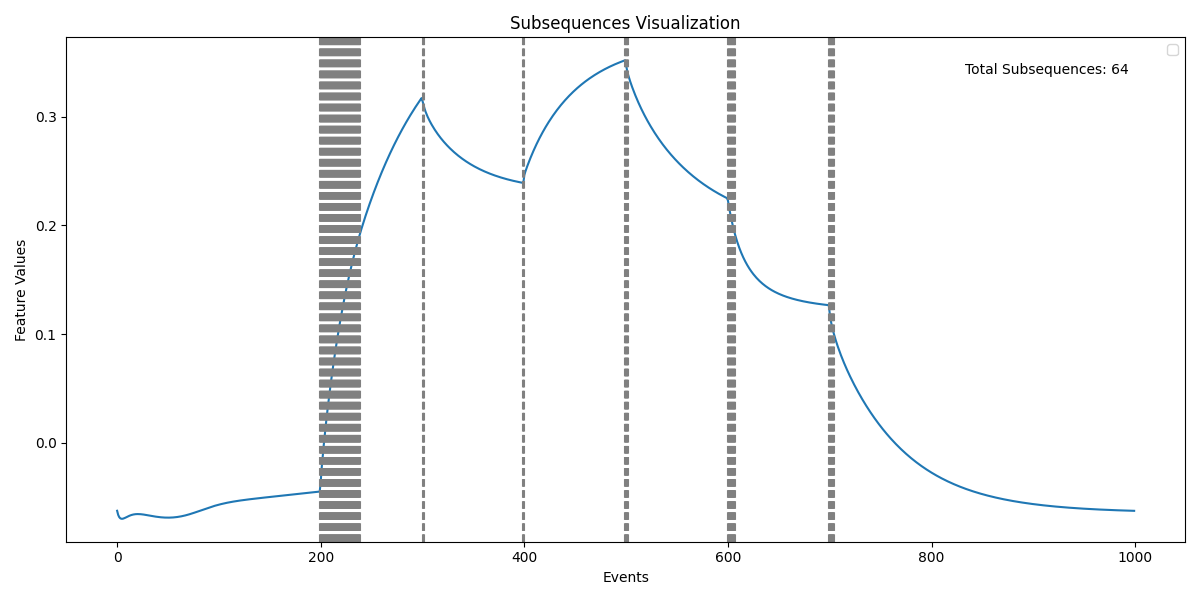 Subsequences Visualization
Total Subsequences: 64
Feature Values
0.3
0.2
0.1
0.0
0
200
400
600
800
1000
Events